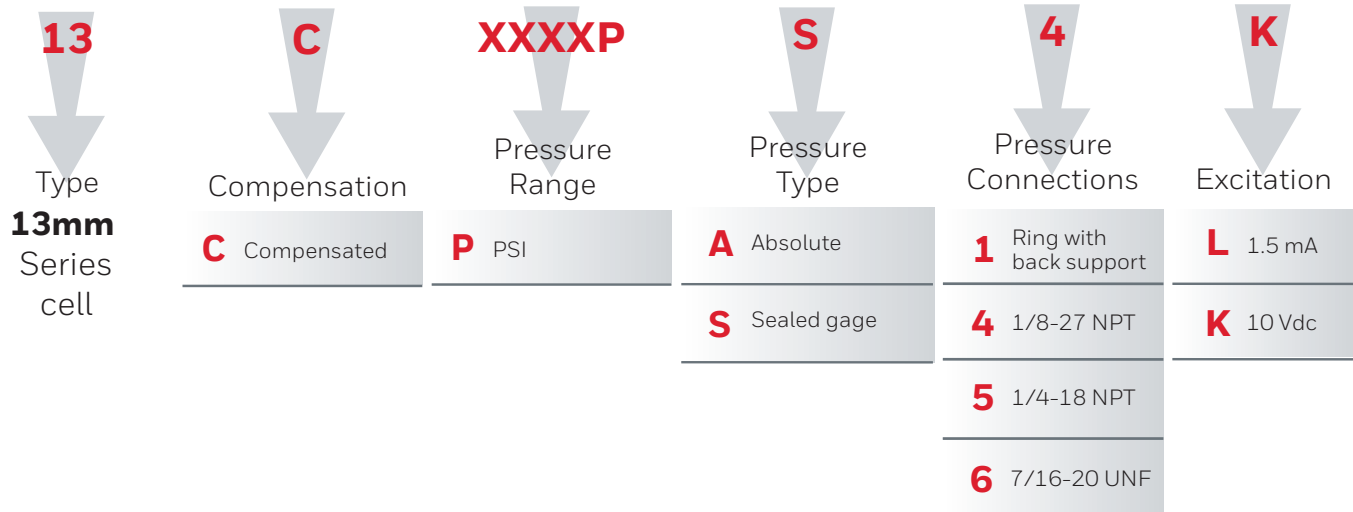 13
C
XXXXP
S
4
K
Type
13mm
Series
cell
Compensation
C Compensated
Pressure
Range
P PSI
Pressure
Type
A Absolute
S Sealed gage
Pressure
Connections
1 Ring with
back support
4 1/8-27 NPT
5 1/4-18 NPT
6 7/16-20 UNF
Excitation
L 1.5 mA
K 10 Vdc